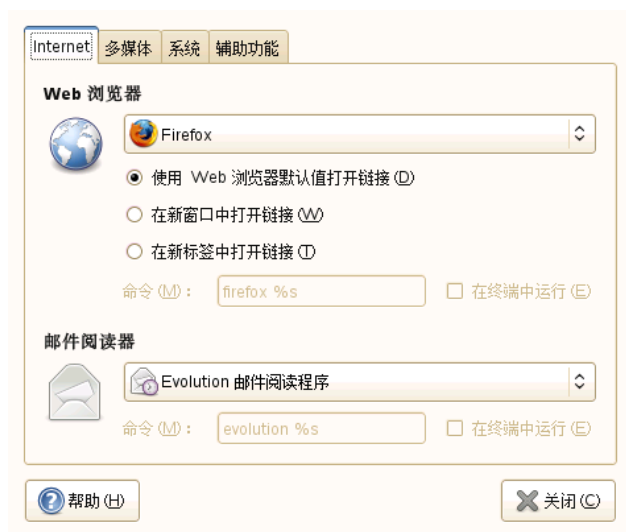 Internet 多媒体 系统 辅助功能
Web 浏览器
Firefox
使用 Web 浏览器默认值打开链接 (D)
在新窗口中打开链接 (W)
在新标签中打开链接 (T)
命令 (M)： firefox %s 在终端中运行 (E)
邮件阅读器
Evolution 邮件阅读程序
命令 (M)： evolution %s 在终端中运行 (E)
帮助 (H) 关闭 (C)